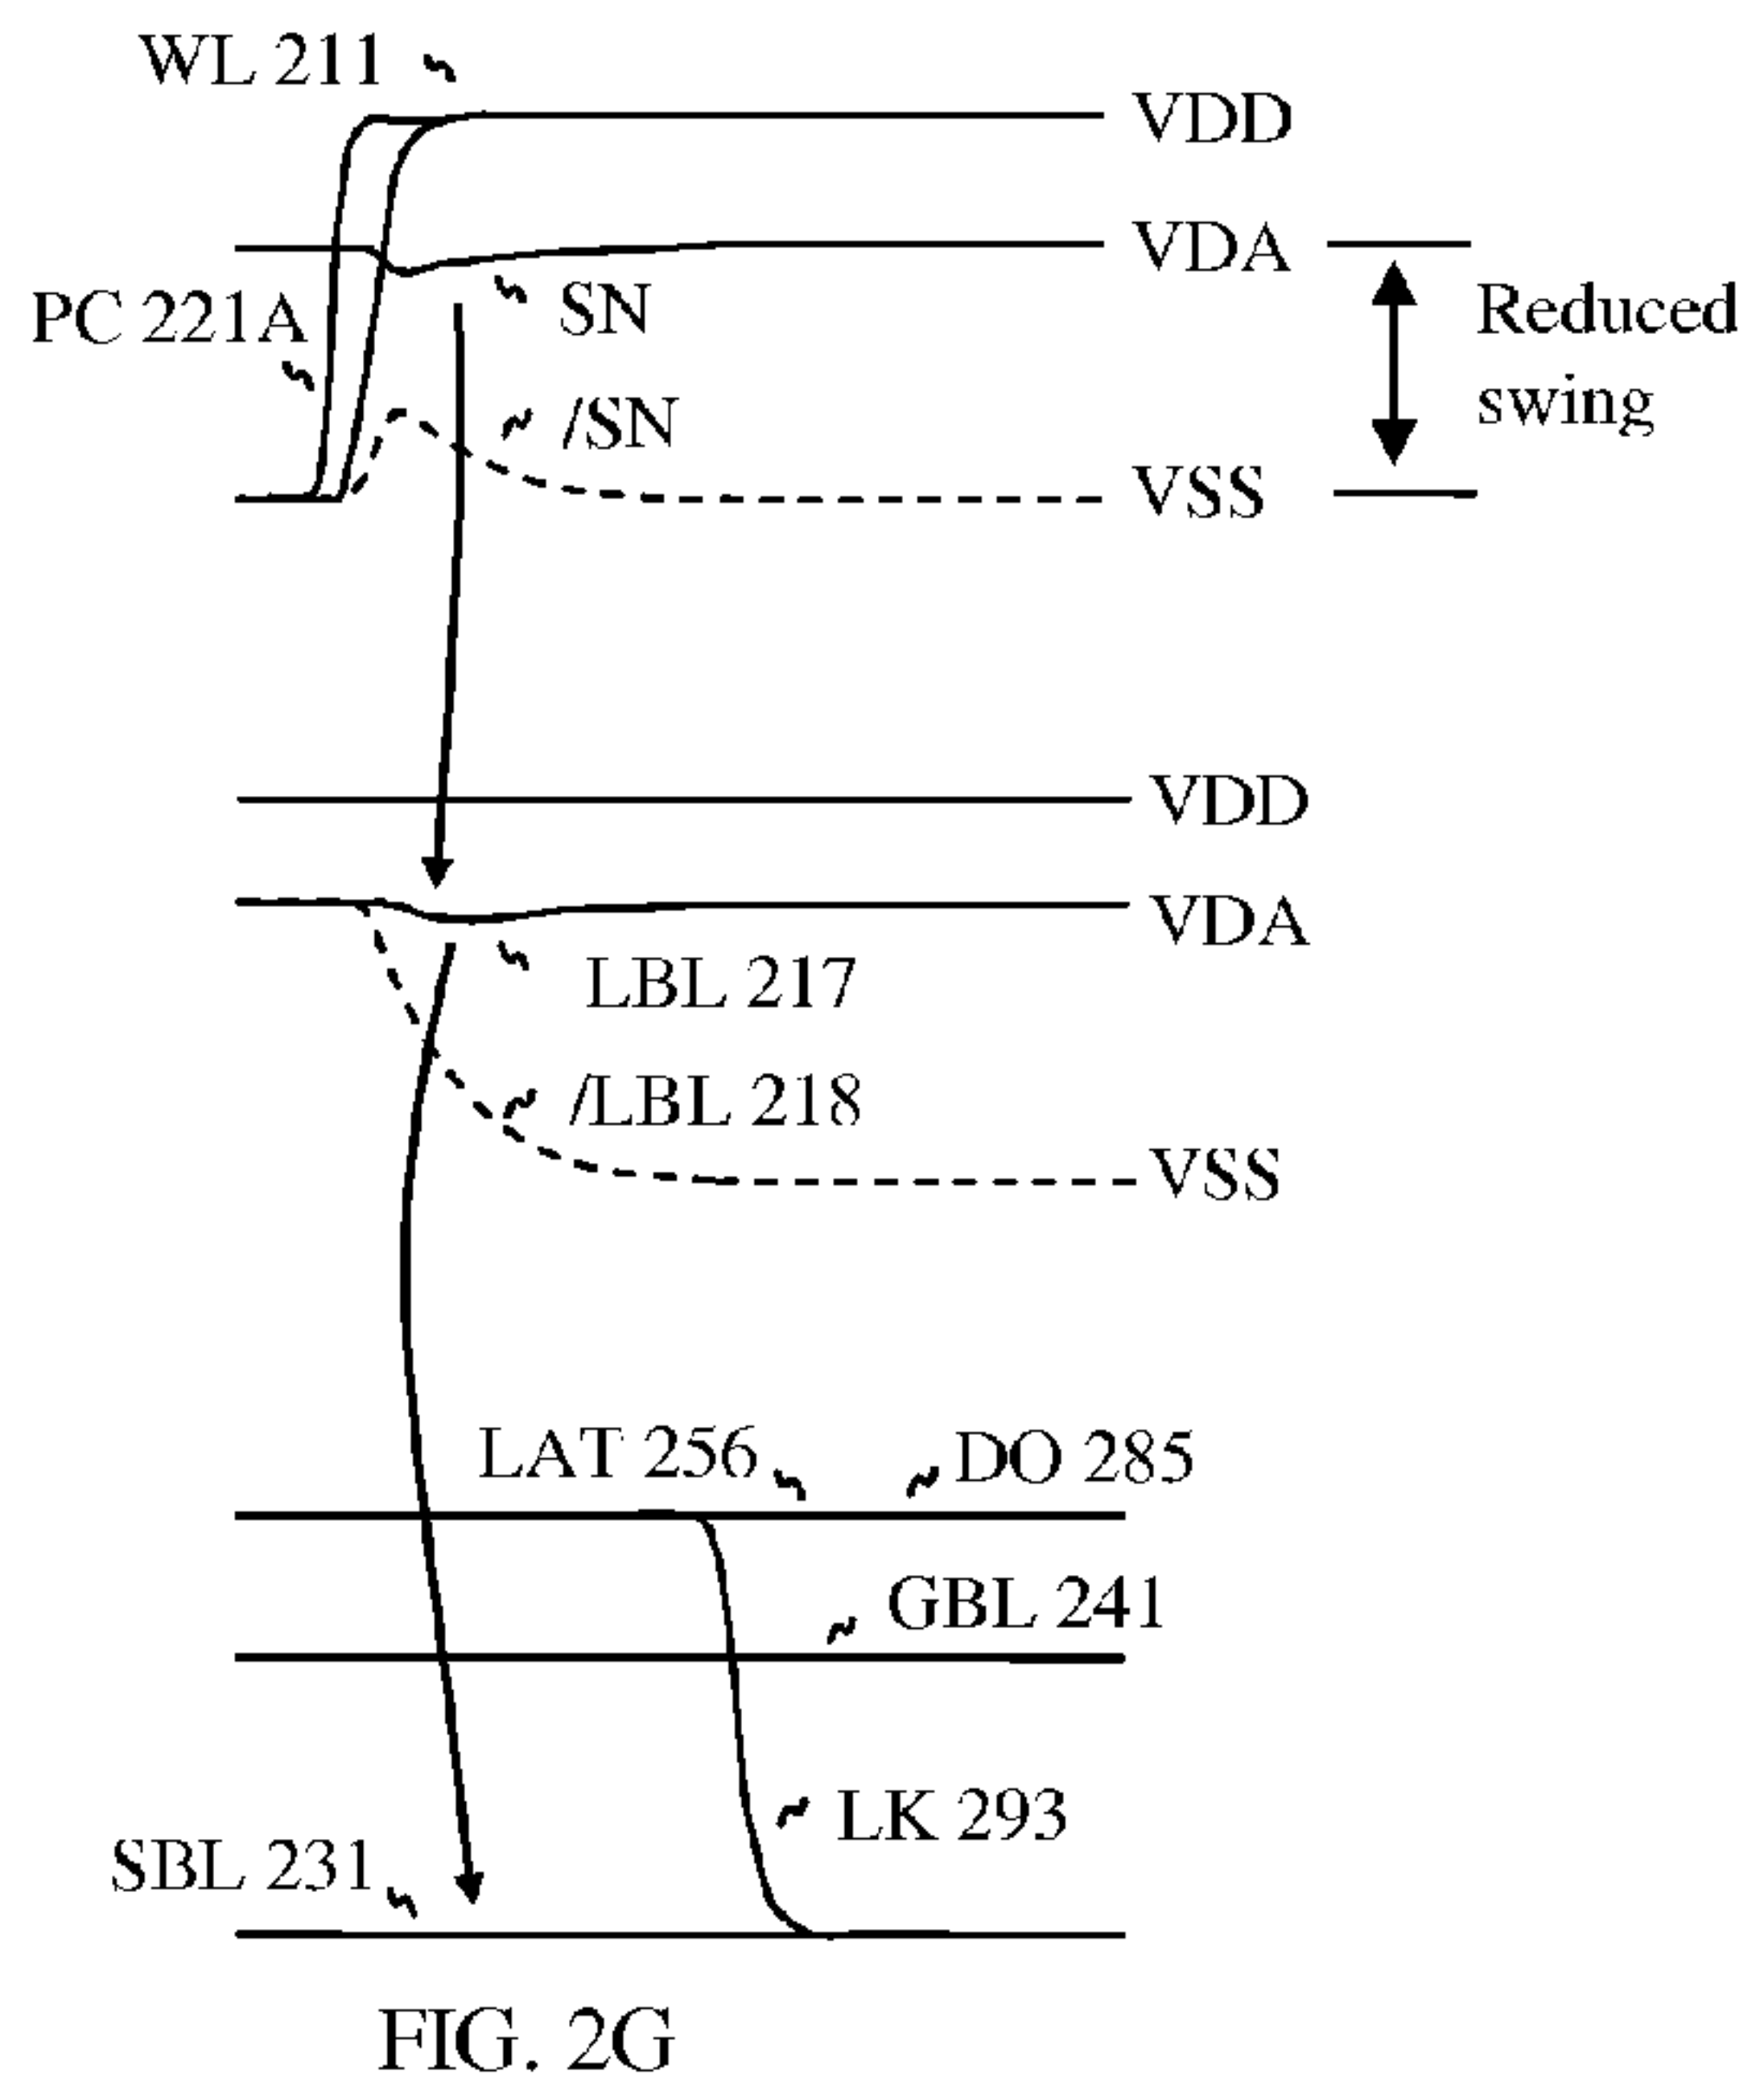 WL 211
VDD
VDA
PC 221A
SN
Reduced
swing
/SN
VSS
VDD
VDA
LBL 217
/LBL 218
VSS
LAT 256
DO 285
GBL 241
LK 293
SBL 231
FIG. 2G